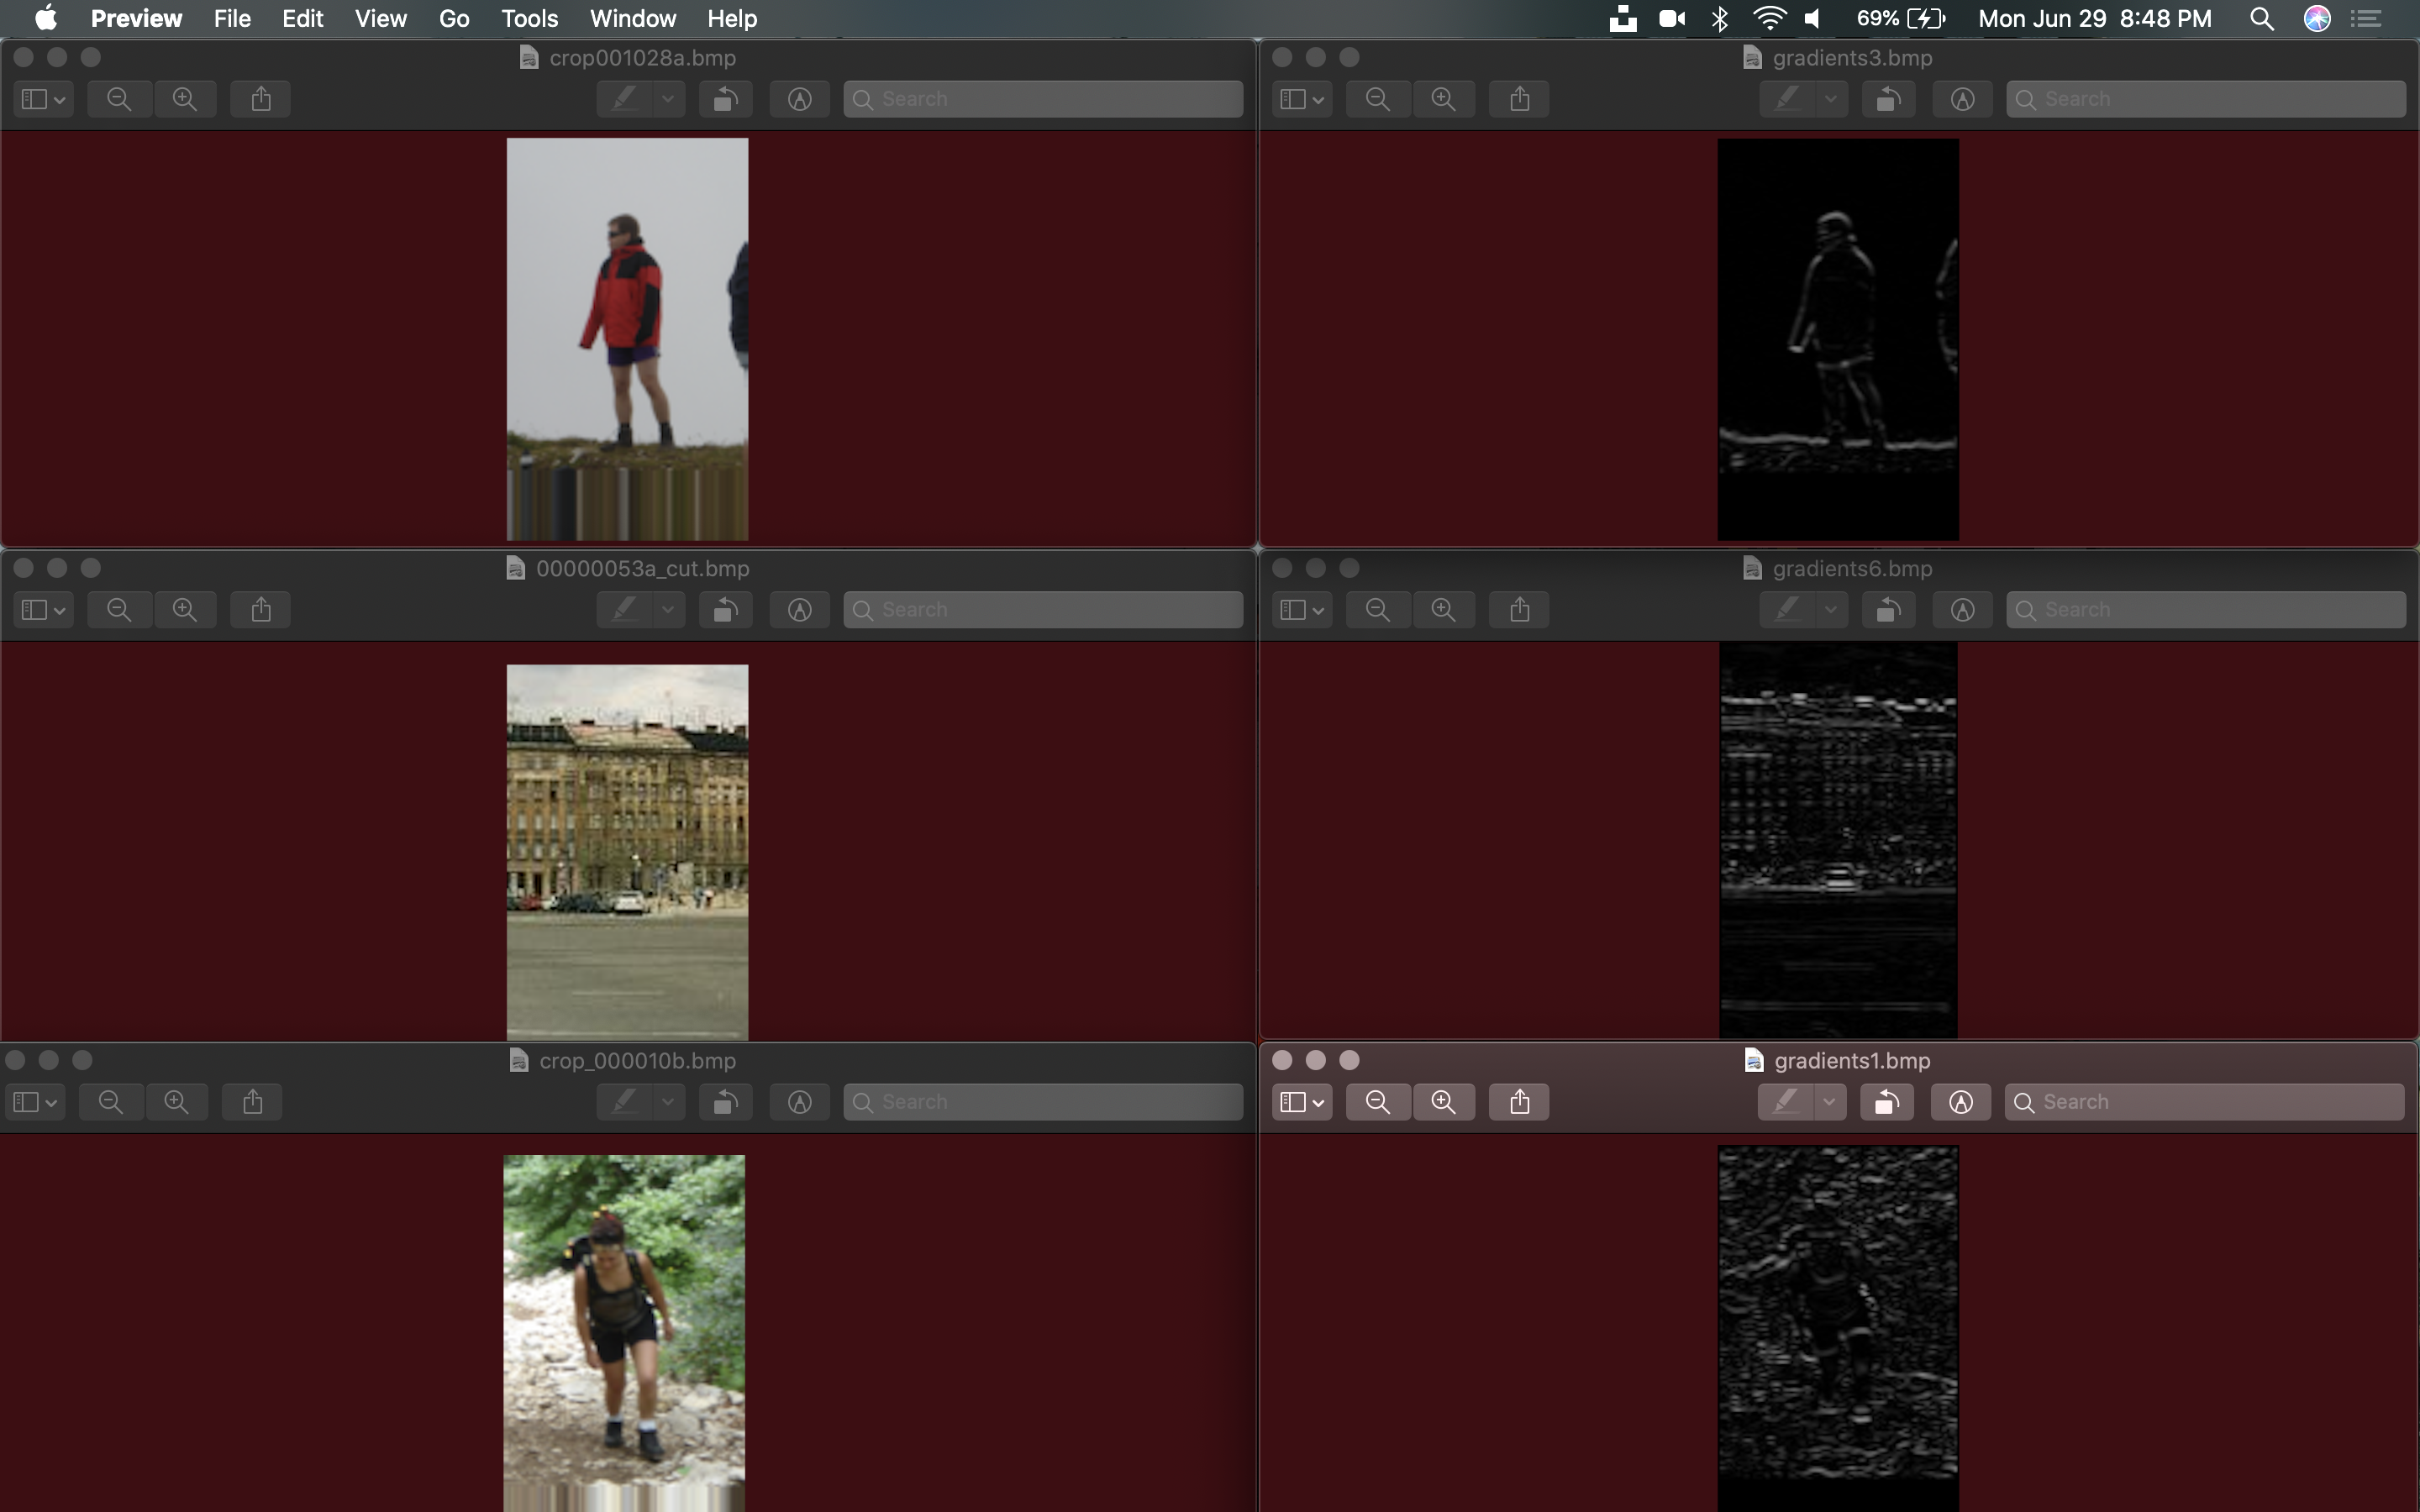 Preview File Edit View Go Tools Window Help 69% Mon Jun 29 8:48 PM
crop001028a.bmp
Search
gradients3.bmp
Search
00000053a_cut.bmp
Search
gradients6.bmp
Search
crop_000010b.bmp
Search
gradients1.bmp
Search